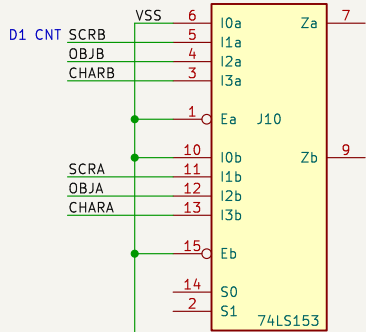 VSS 6 I0a Za 7
D1 CNT SCRB 5 I1a
OBJB 4 I2a
CHARB 3 I3a
1 Ea J10
10 I0b Zb 9
SCRA 11 I1b
OBJA 12 I2b
CHARA 13 I3b
15 Eb
14 S0
2 S1
74LS153